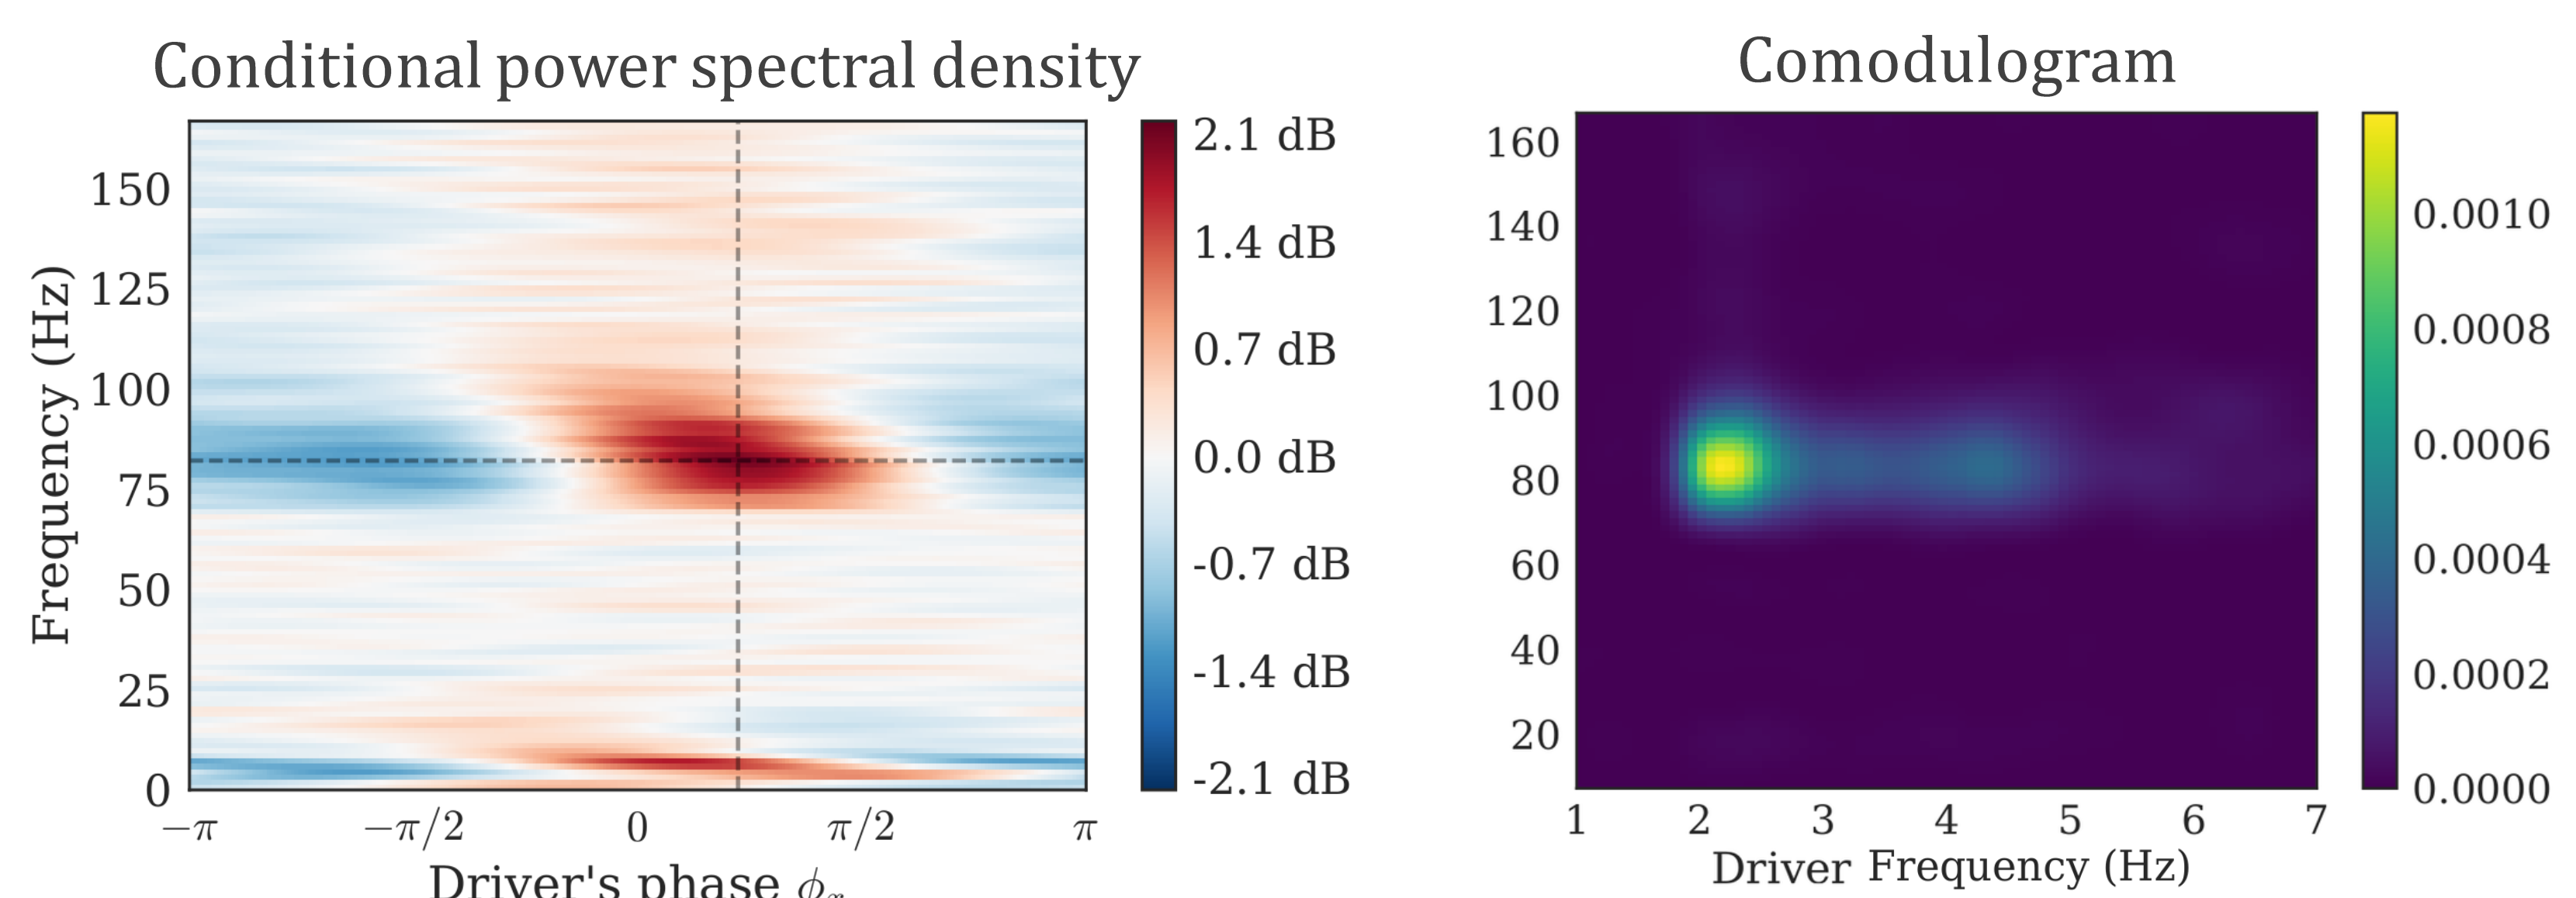 Conditional power spectral density
150
125
100
75
50
25
0
Frequency (Hz)
−π
−π/2
0
π/2
π
Driver's phase ϕₓ
2.1 dB
1.4 dB
0.7 dB
0.0 dB
-0.7 dB
-1.4 dB
-2.1 dB
Comodulogram
160
140
120
100
80
60
40
20
1
2
3
4
5
6
7
Driver Frequency (Hz)
0.0010
0.0008
0.0006
0.0004
0.0002
0.0000